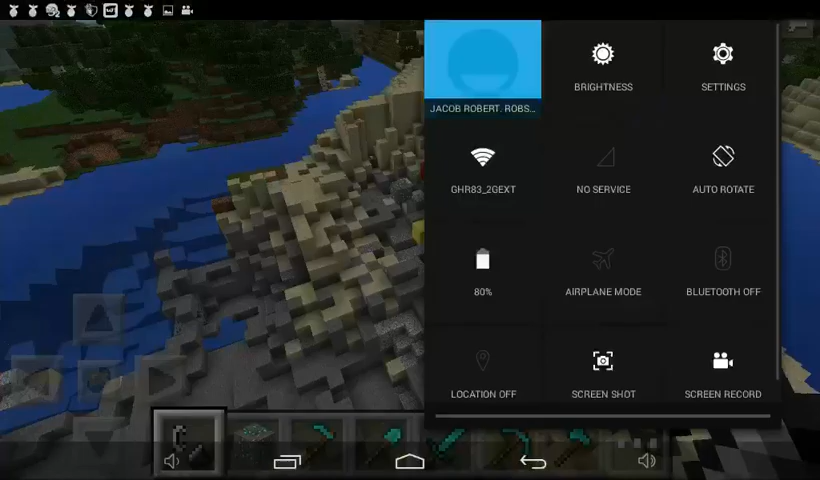 JACOB ROBERT. ROBS...
BRIGHTNESS
SETTINGS
GHR83_2GEXT
NO SERVICE
AUTO ROTATE
80%
AIRPLANE MODE
BLUETOOTH OFF
LOCATION OFF
SCREEN SHOT
SCREEN RECORD